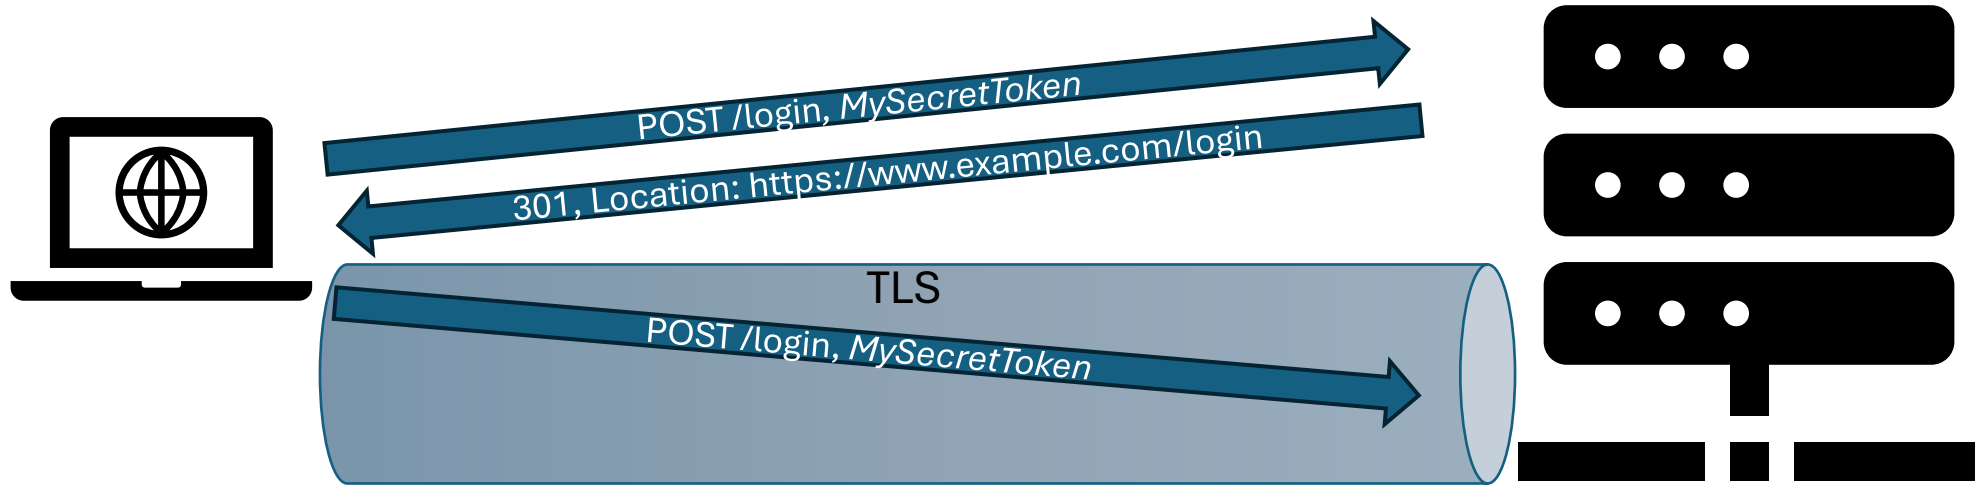 POST /login, MySecretToken
301, Location: https://www.example.com/login
TLS
POST /login, MySecretToken